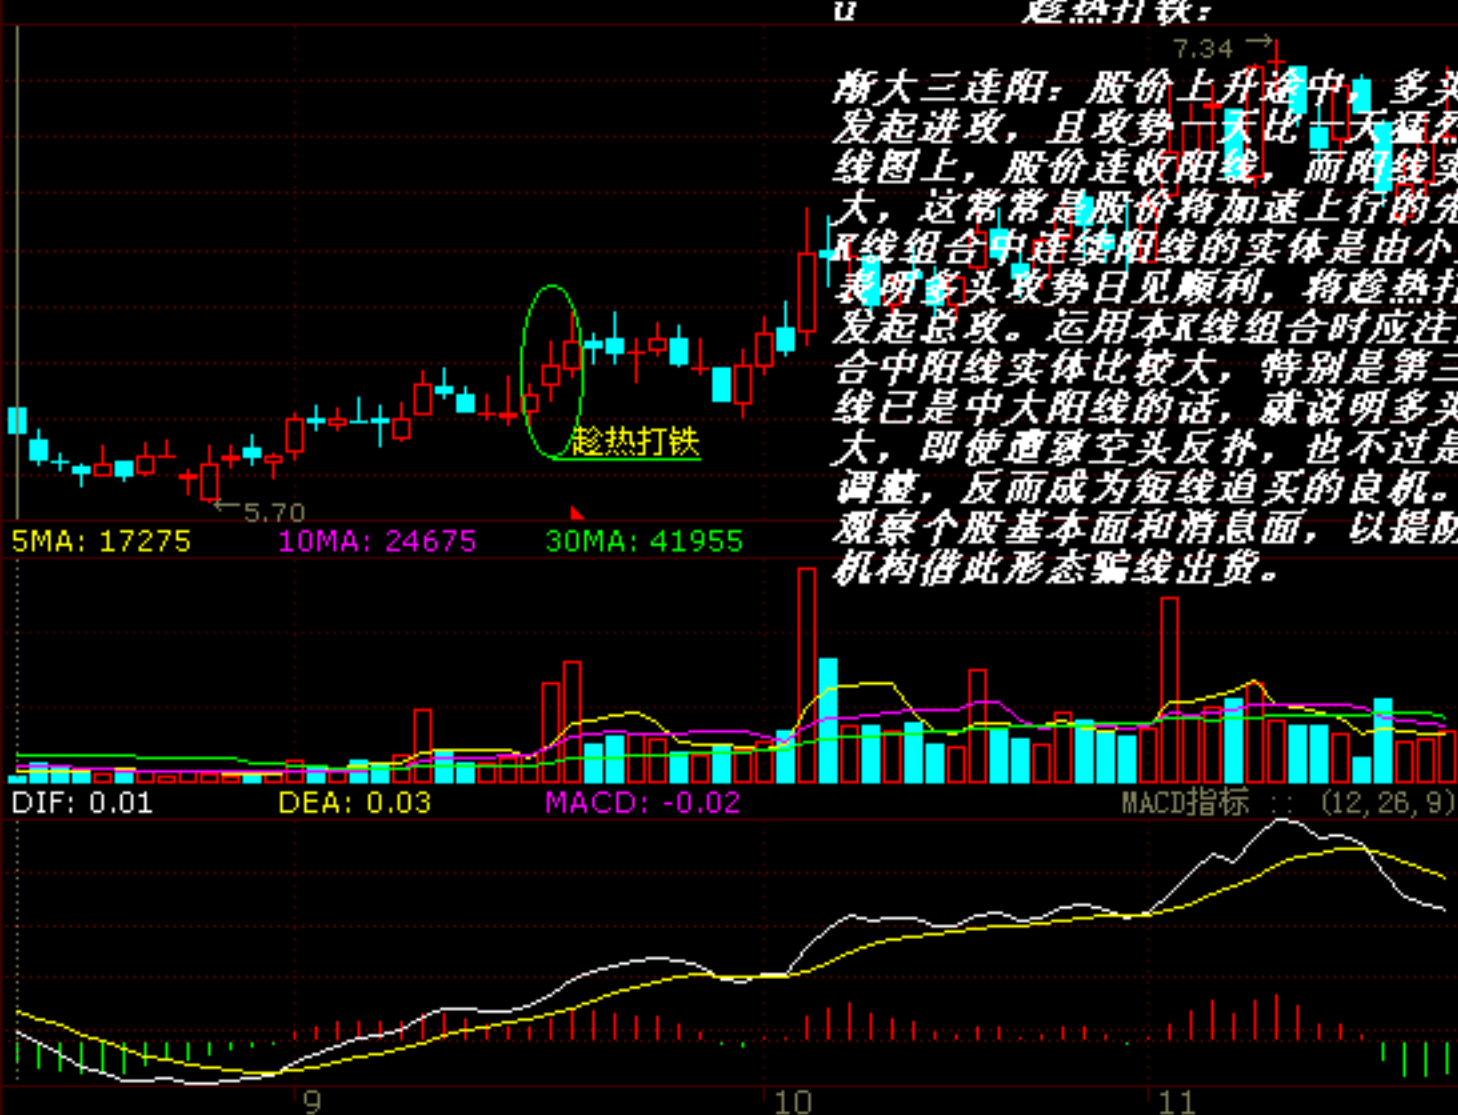 u 趁热打铁：
7.34
渐大三连阳：股价上升途中，多头
发起进攻，且攻势一天比一天猛烈
线图上，股价连收阳线，而阳线实
大，这常常是股价将加速上行的先
K线组合中连续阳线的实体是由小
表明多头攻势日见顺利，将趁热打
发起总攻。运用本K线组合时应注
合中阳线实体比较大，特别是第三
线已是中大阳线的话，就说明多头
大，即使遭致空头反扑，也不过是
调整，反而成为短线追买的良机。
观察个股基本面和消息面，以提防
机构借此形态骗线出货。
趁热打铁
5.70
5MA: 17275 10MA: 24675 30MA: 41955
DIF: 0.01 DEA: 0.03 MACD: -0.02 MACD指标 :: (12,26,9)
9 10 11